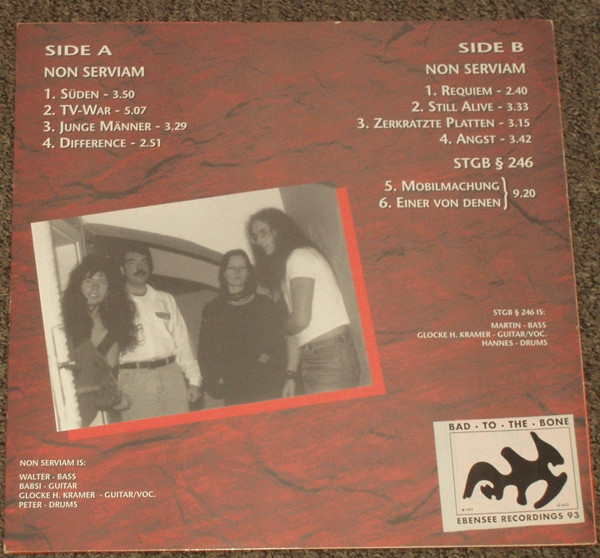 SIDE A
NON SERVIAM
1. SÜDEN - 3.50
2. TV-WAR - 5.07
3. JUNGE MÄNNER - 3.29
4. DIFFERENCE - 2.51
SIDE B
NON SERVIAM
1. REQUIEM - 2.40
2. STILL ALIVE - 3.33
3. ZERKRATZTE PLATTEN - 3.15
4. ANGST - 3.42
STGB § 246
5. MOBILMACHUNG
6. EINER VON DENEN } 9.20
STGB § 246 IS:
MARTIN - BASS
GLOCKE H. KRAMER - GUITAR/VOC.
HANNES - DRUMS
NON SERVIAM IS:
WALTER - BASS
BABSI - GUITAR
GLOCKE H. KRAMER - GUITAR/VOC.
PETER - DRUMS
BAD · TO · THE · BONE
EBENSEE RECORDINGS 93